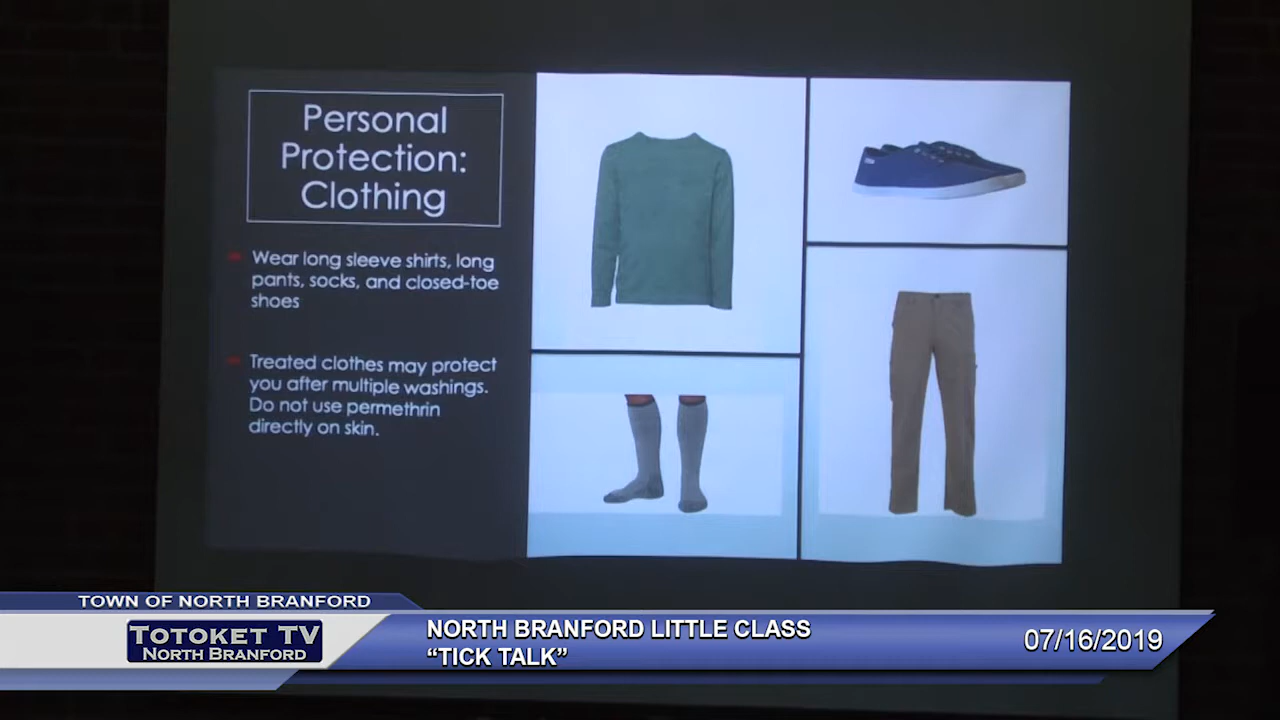 Personal
Protection:
Clothing
Wear long sleeve shirts, long
pants, socks, and closed-toe
shoes
Treated clothes may protect
you after multiple washings.
Do not use permethrin
directly on skin.
TOWN OF NORTH BRANFORD
TOTOKET TV
NORTH BRANFORD
NORTH BRANFORD LITTLE CLASS
“TICK TALK”
07/16/2019